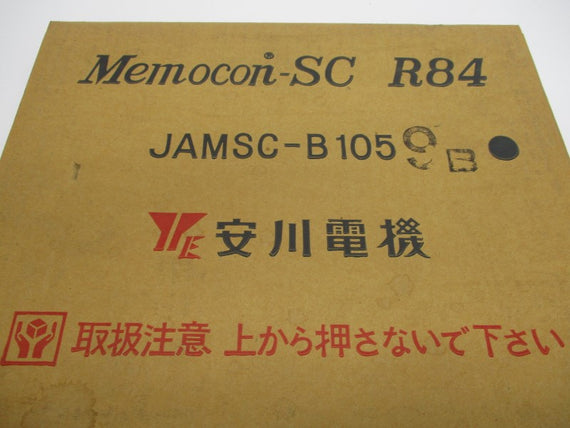 Memocon®-SC R84
JAMSC-B1059B
YE 安川電機
取扱注意 上から押さないで下さい